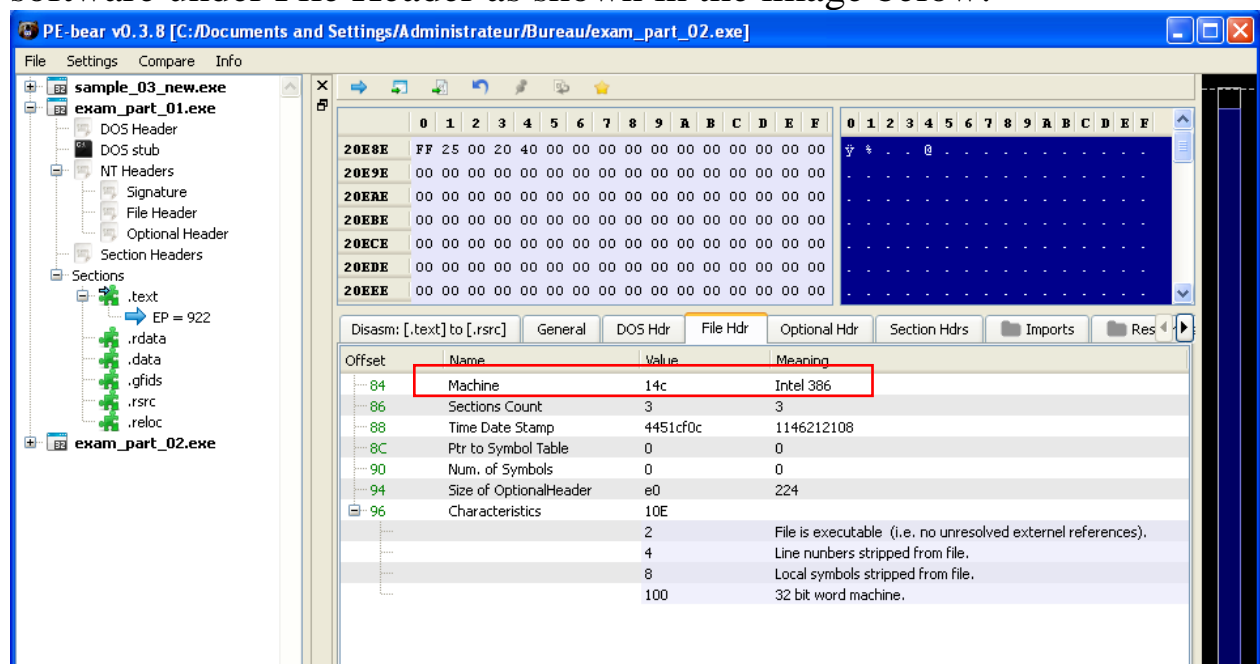 software under File Header as shown in the image below:
PE-bear v0.3.8 [C:/Documents and Settings/Administrateur/Bureau/exam_part_02.exe]
File Settings Compare Info
sample_03_new.exe
exam_part_01.exe
DOS Header
DOS stub
NT Headers
Signature
File Header
Optional Header
Section Headers
Sections
.text
EP = 922
.rdata
.data
.gfids
.rsrc
.reloc
exam_part_02.exe
0 1 2 3 4 5 6 7 8 9 A B C D E F 0 1 2 3 4 5 6 7 8 9 A B C D E F
20E8E FF 25 00 20 40 00 00 00 00 00 00 00 00 00 00 00 ÿ % . . @ . . . . . . . . . . .
20E9E 00 00 00 00 00 00 00 00 00 00 00 00 00 00 00 00 . . . . . . . . . . . . . . . .
20EAE 00 00 00 00 00 00 00 00 00 00 00 00 00 00 00 00 . . . . . . . . . . . . . . . .
20EBE 00 00 00 00 00 00 00 00 00 00 00 00 00 00 00 00 . . . . . . . . . . . . . . . .
20ECE 00 00 00 00 00 00 00 00 00 00 00 00 00 00 00 00 . . . . . . . . . . . . . . . .
20EDE 00 00 00 00 00 00 00 00 00 00 00 00 00 00 00 00 . . . . . . . . . . . . . . . .
20EEE 00 00 00 00 00 00 00 00 00 00 00 00 00 00 00 00 . . . . . . . . . . . . . . . .
Disasm: [.text] to [.rsrc] General DOS Hdr File Hdr Optional Hdr Section Hdrs Imports Res
Offset Name Value Meaning
84 Machine 14c Intel 386
86 Sections Count 3 3
88 Time Date Stamp 4451cf0c 1146212108
8C Ptr to Symbol Table 0 0
90 Num. of Symbols 0 0
94 Size of OptionalHeader e0 224
96 Characteristics 10E
2 File is executable (i.e. no unresolved externel references).
4 Line nunbers stripped from file.
8 Local symbols stripped from file.
100 32 bit word machine.